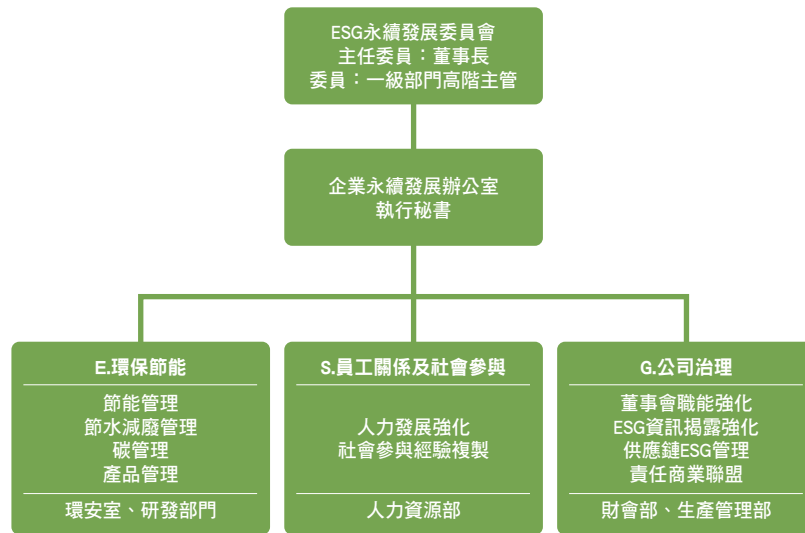 ESG永續發展委員會
主任委員：董事長
委員：一級部門高階主管
企業永續發展辦公室
執行秘書
E.環保節能
節能管理
節水減廢管理
碳管理
產品管理
環安室、研發部門
S.員工關係及社會參與
人力發展強化
社會參與經驗複製
人力資源部
G.公司治理
董事會職能強化
ESG資訊揭露強化
供應鏈ESG管理
責任商業聯盟
財會部、生產管理部